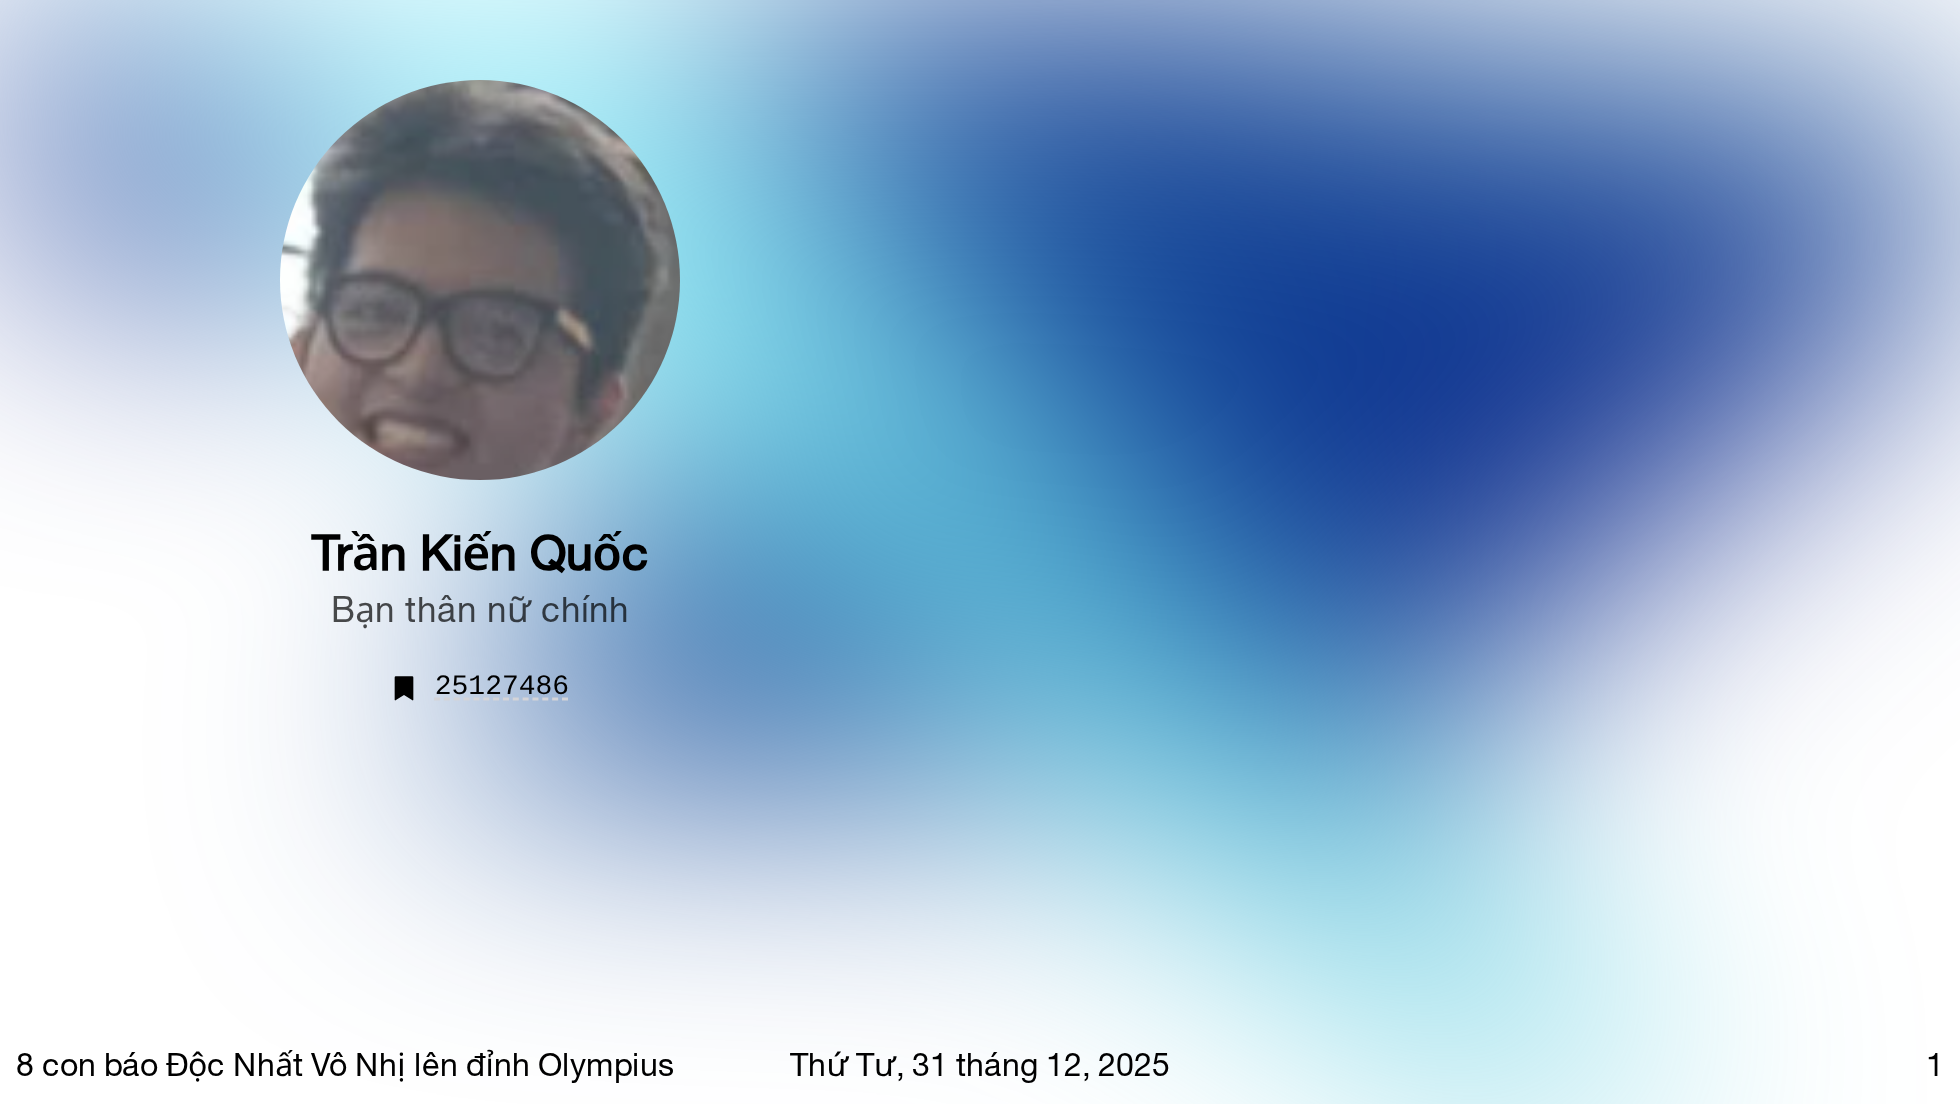 Trần Kiến Quốc
Bạn thân nữ chính
25127486
8 con báo Độc Nhất Vô Nhị lên đỉnh Olympius
Thứ Tư, 31 tháng 12, 2025
1